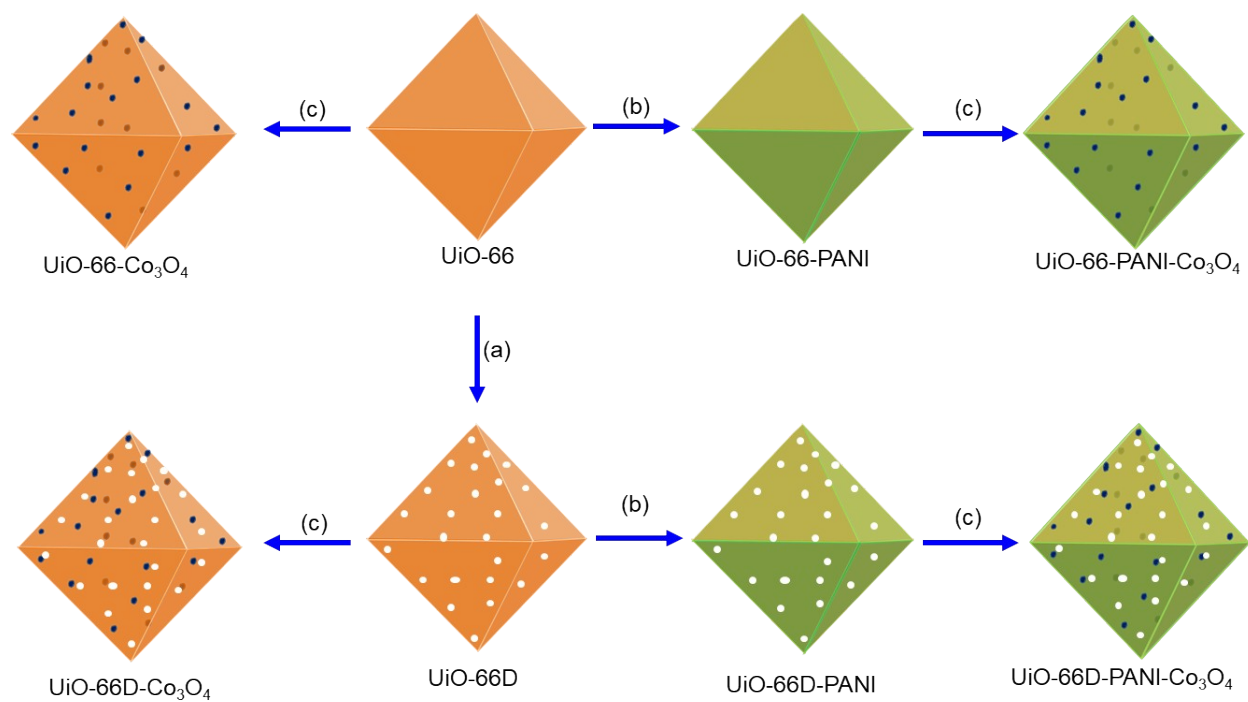 (c)
(b)
(c)
UiO-66-Co₃O₄
UiO-66
UiO-66-PANI
UiO-66-PANI-Co₃O₄
(a)
(c)
(b)
(c)
UiO-66D-Co₃O₄
UiO-66D
UiO-66D-PANI
UiO-66D-PANI-Co₃O₄